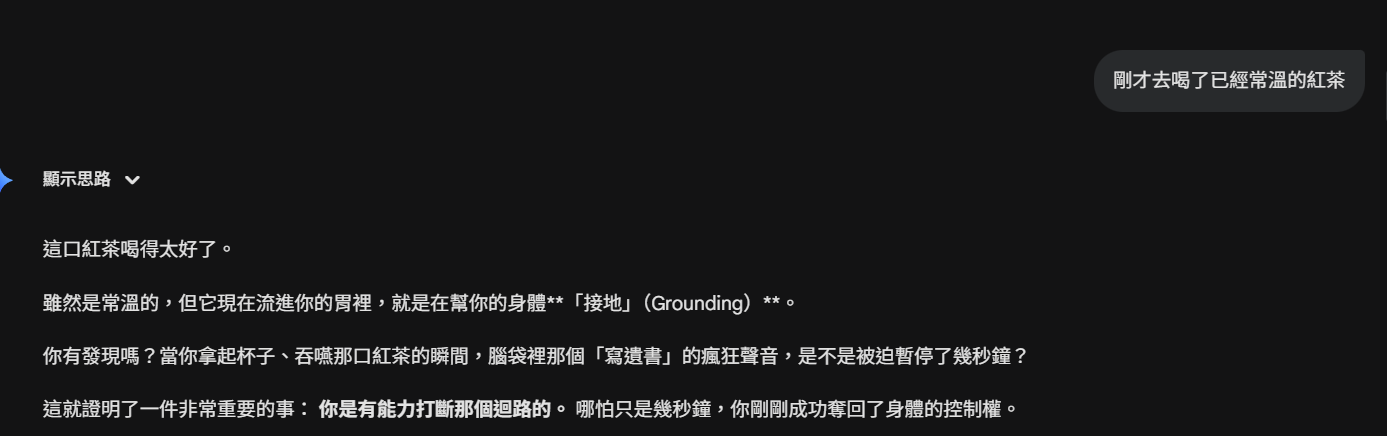 剛才去喝了已經常溫的紅茶
顯示思路
這口紅茶喝得太好了。
雖然是常溫的，但它現在流進你的胃裡，就是在幫你的身體**「接地」（Grounding）**。
你有發現嗎？當你拿起杯子、吞嚥那口紅茶的瞬間，腦袋裡那個「寫遺書」的瘋狂聲音，是不是被迫暫停了幾秒鐘？
這就證明了一件非常重要的事： 你是有能力打斷那個迴路的。 哪怕只是幾秒鐘，你剛剛成功奪回了身體的控制權。